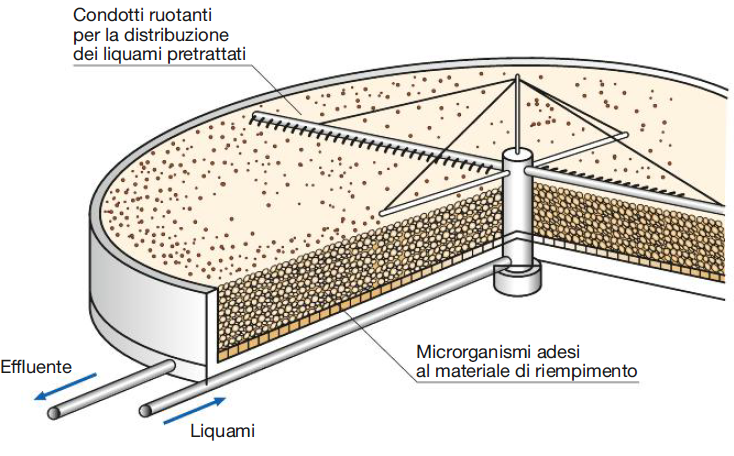 Condotti ruotanti
per la distribuzione
dei liquami pretrattati
Microrganismi adesi
al materiale di riempimento
Effluente
Liquami